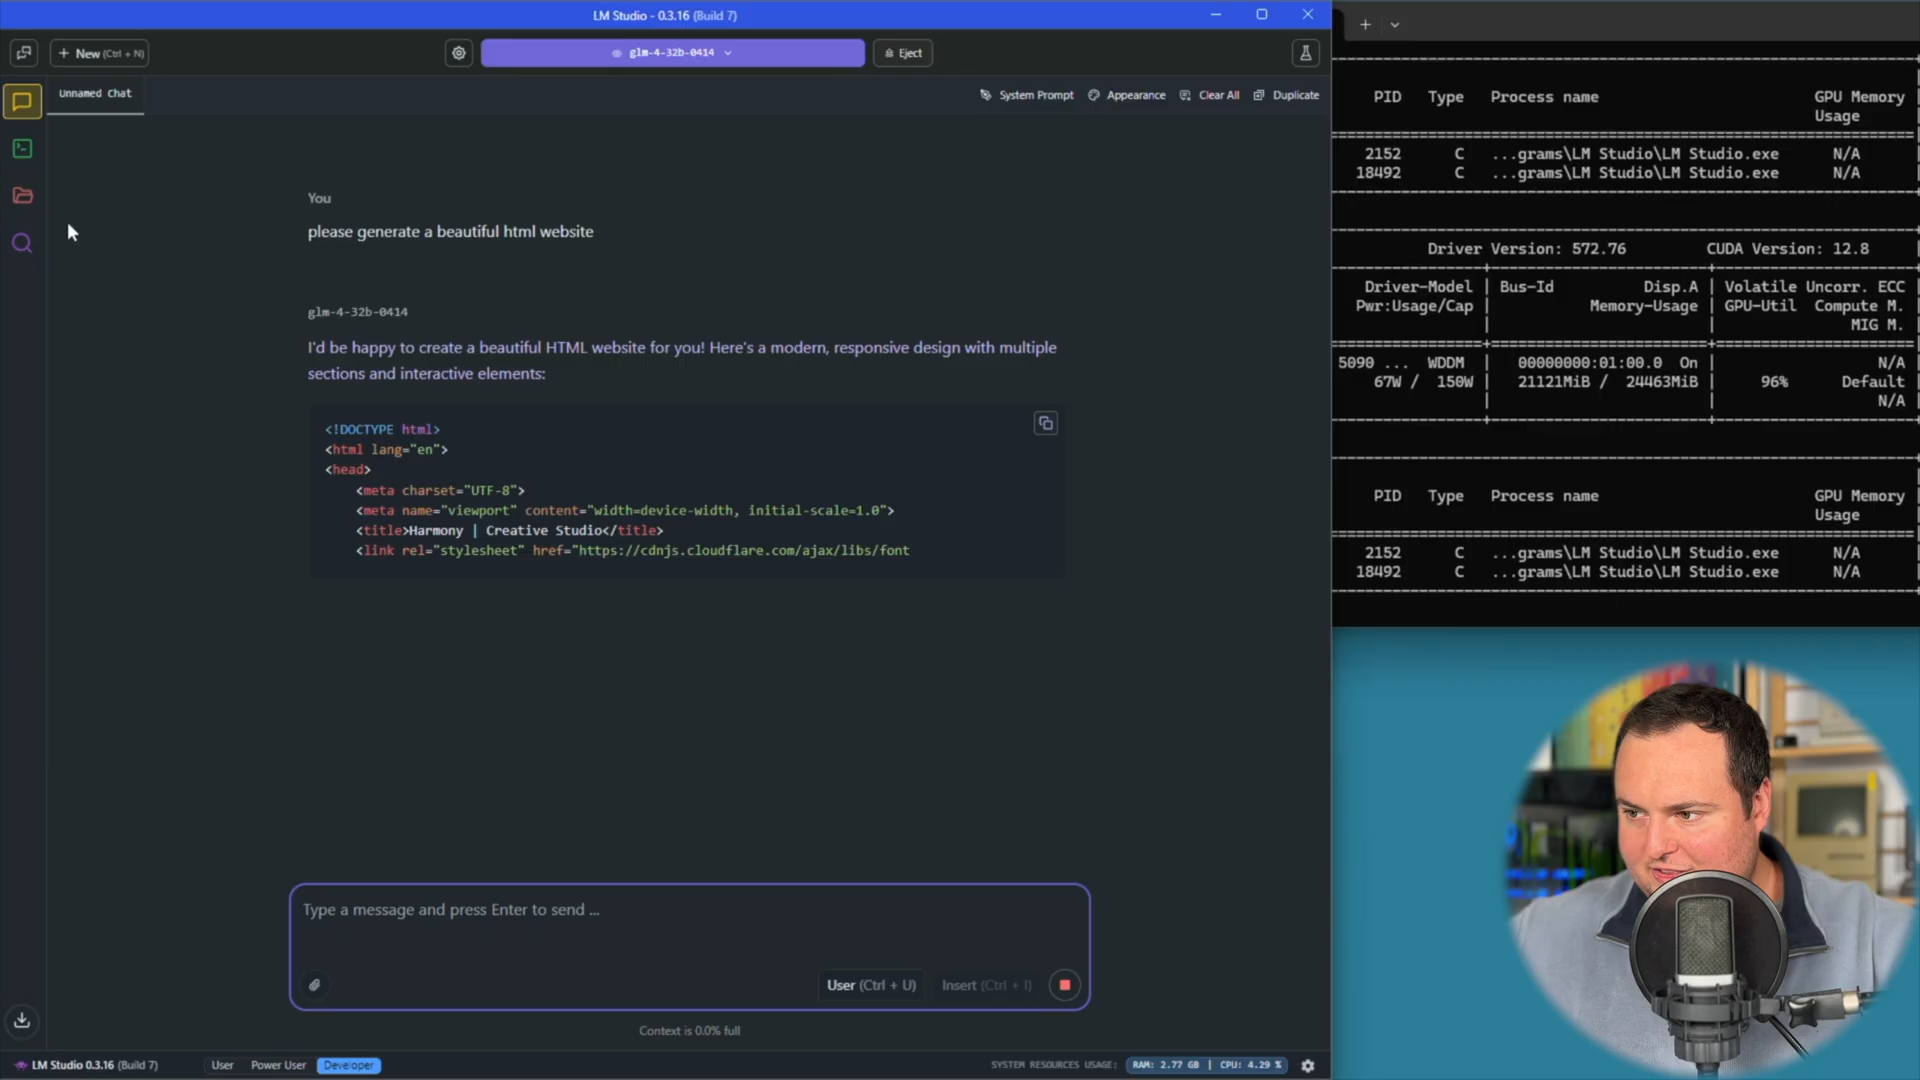 LM Studio - 0.3.16 (Build 7)
New (Ctrl + N)
glm-4-32b-0414
Eject
Unnamed Chat
System Prompt
Appearance
Clear All
Duplicate
You
please generate a beautiful html website
glm-4-32b-0414
I'd be happy to create a beautiful HTML website for you! Here's a modern, responsive design with multiple
sections and interactive elements:
<!DOCTYPE html>
<html lang="en">
<head>
<meta charset="UTF-8">
<meta name="viewport" content="width=device-width, initial-scale=1.0">
<title>Harmony | Creative Studio</title>
<link rel="stylesheet" href="https://cdnjs.cloudflare.com/ajax/libs/font
Type a message and press Enter to send ...
User (Ctrl + U)
Insert (Ctrl + I)
Context is 0.0% full
LM Studio 0.3.16 (Build 7)
User
Power User
Developer
SYSTEM RESOURCES USAGE:
RAM: 2.77 GB | CPU: 4.29 %
PID Type Process name GPU Memory
Usage
2152 C ...grams\LM Studio\LM Studio.exe N/A
18492 C ...grams\LM Studio\LM Studio.exe N/A
Driver Version: 572.76 CUDA Version: 12.8
Driver-Model | Bus-Id Disp.A | Volatile Uncorr. ECC
Pwr:Usage/Cap | Memory-Usage | GPU-Util Compute M.
MIG M.
5090 ... WDDM | 00000000:01:00.0 On | N/A
67W / 150W | 21121MiB / 24463MiB | 96% Default
N/A
PID Type Process name GPU Memory
Usage
2152 C ...grams\LM Studio\LM Studio.exe N/A
18492 C ...grams\LM Studio\LM Studio.exe N/A